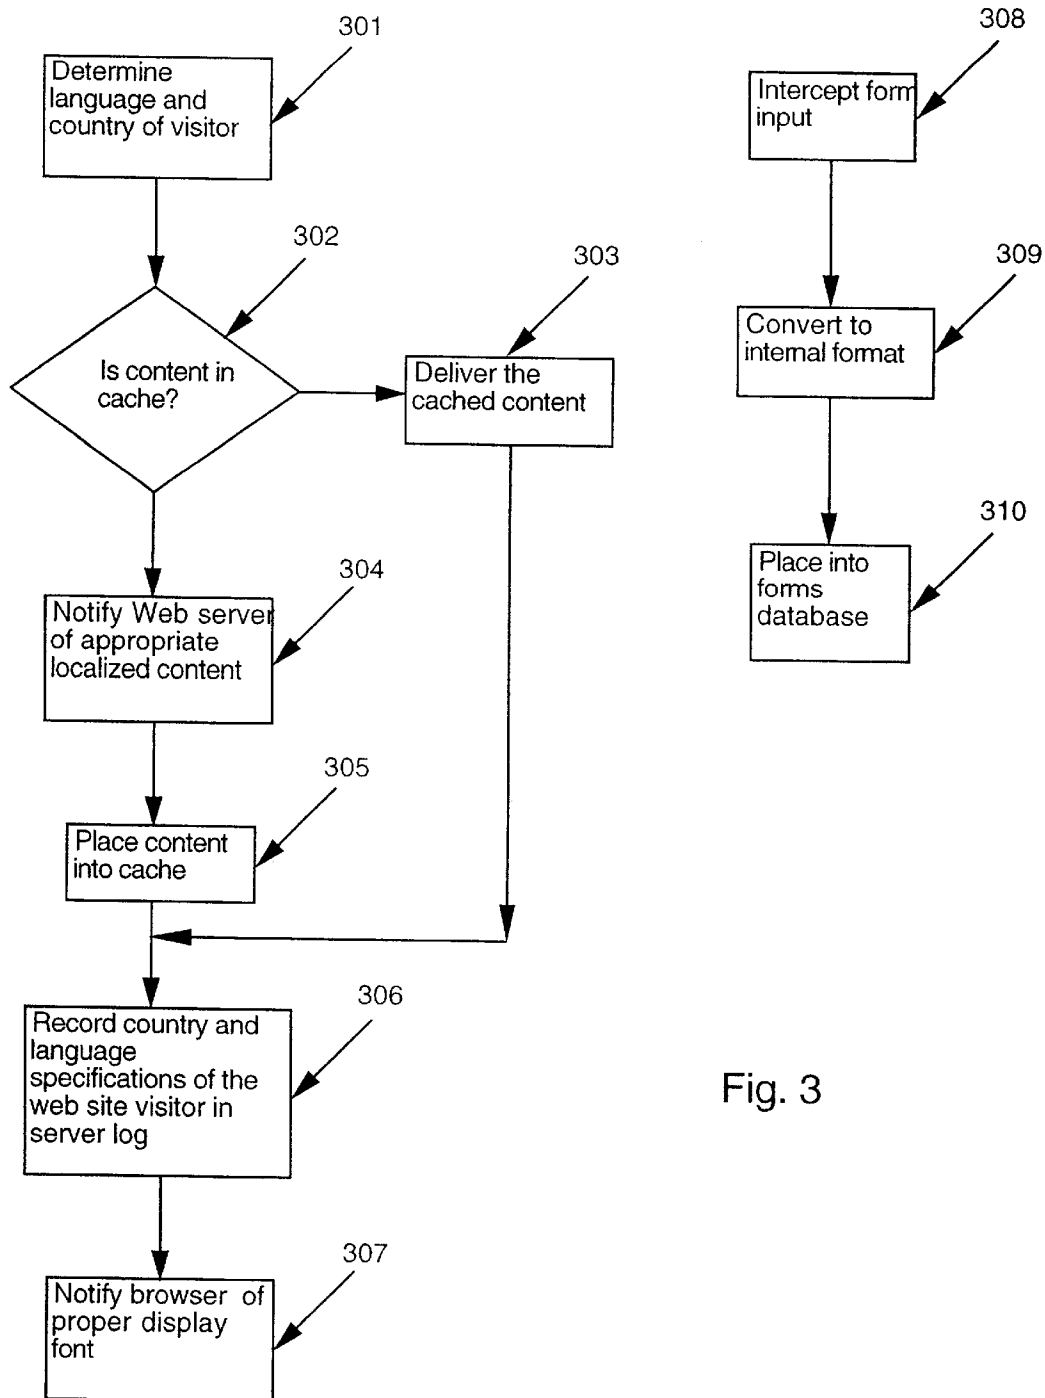 301
Determine
language and
country of visitor
302
Is content in
cache?
303
Deliver the
cached content
304
Notify Web server
of appropriate
localized content
305
Place content
into cache
306
Record country and
language
specifications of the
web site visitor in
server log
307
Notify browser of
proper display
font
308
Intercept form
input
309
Convert to
internal format
310
Place into
forms
database
Fig. 3